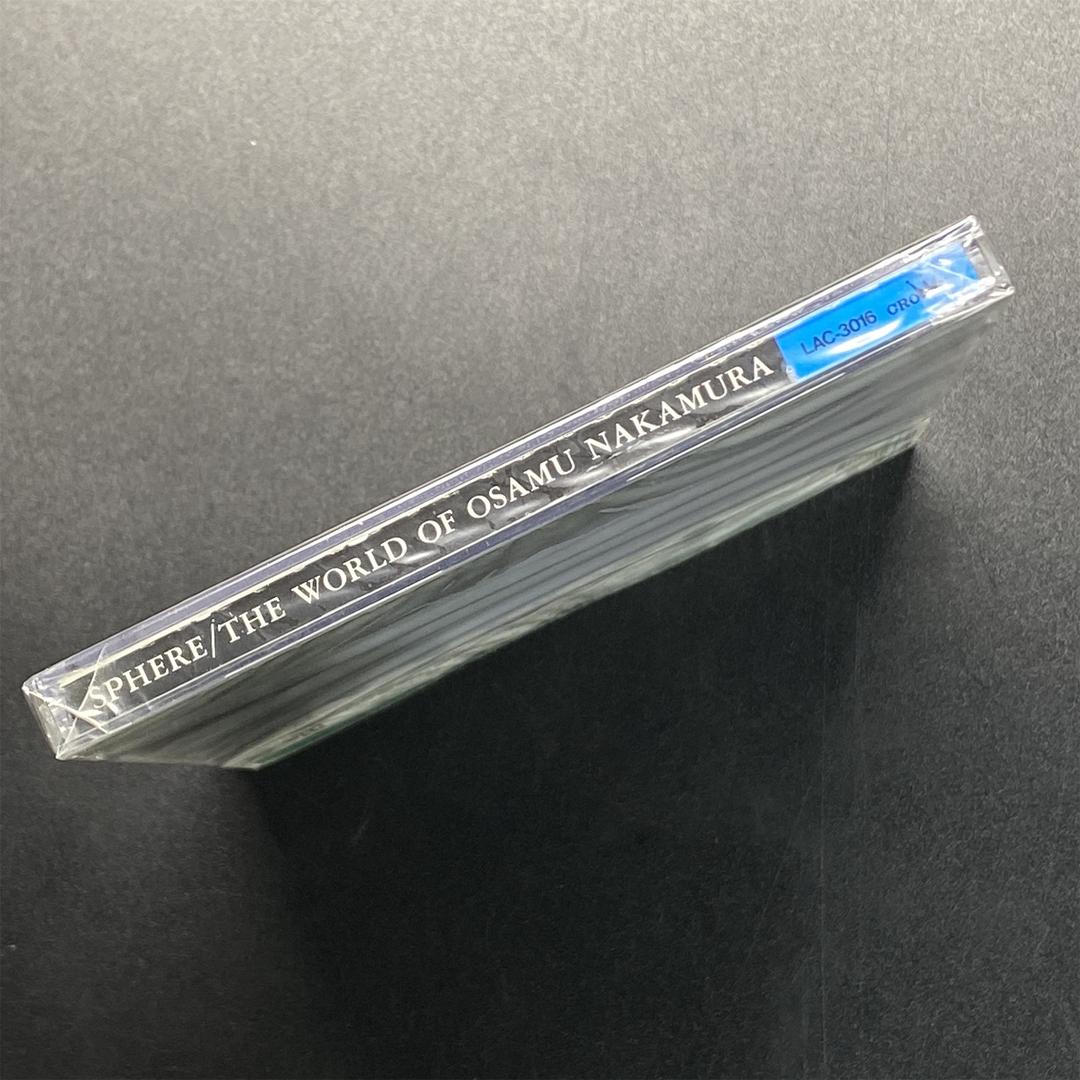 SPHERE/THE WORLD OF OSAMU NAKAMURA
LAC-3016